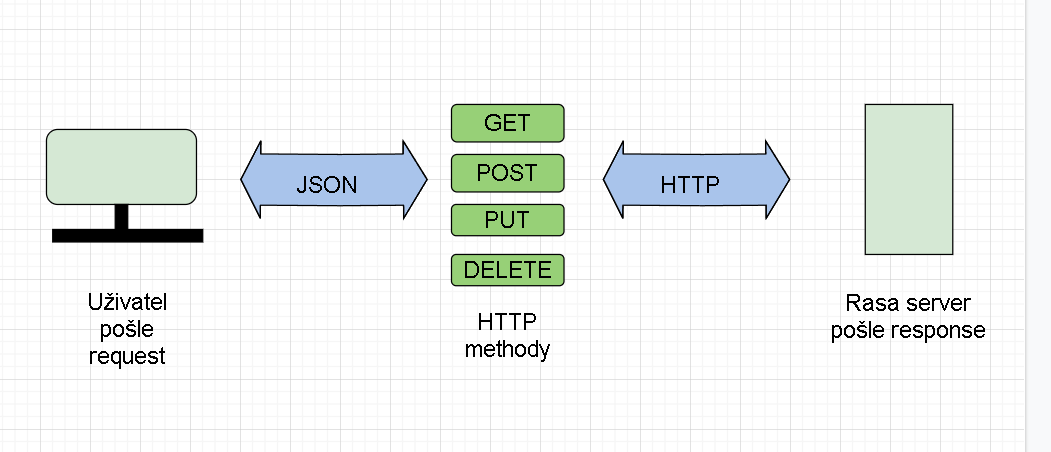 GET
POST
PUT
DELETE
JSON
HTTP
Uživatel
pošle
request
HTTP
methody
Rasa server
pošle response